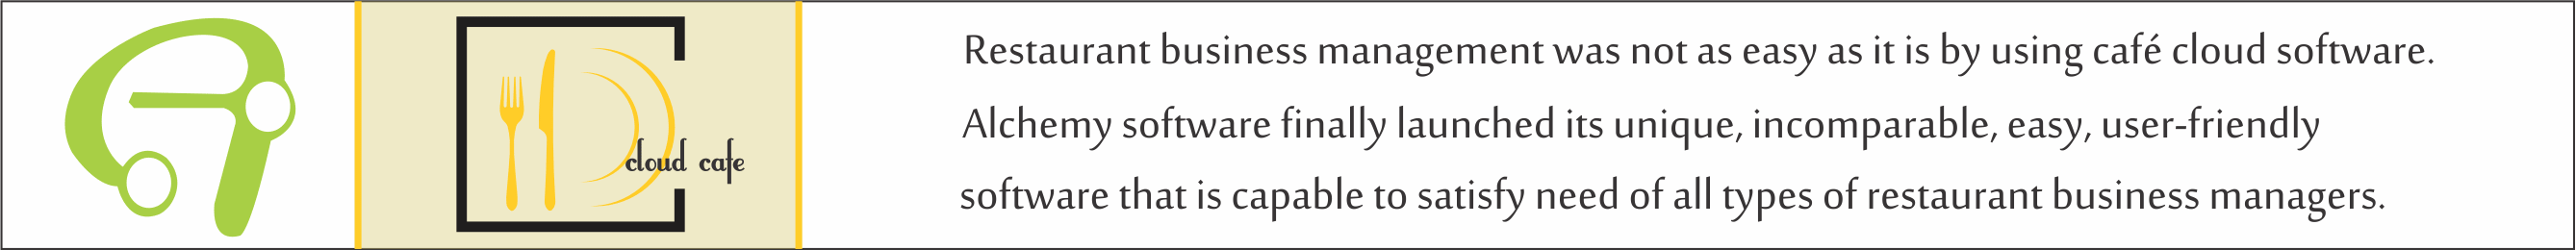 cloud cafe
Restaurant business management was not as easy as it is by using café cloud software.
Alchemy software finally launched its unique, incomparable, easy, user-friendly
software that is capable to satisfy need of all types of restaurant business managers.